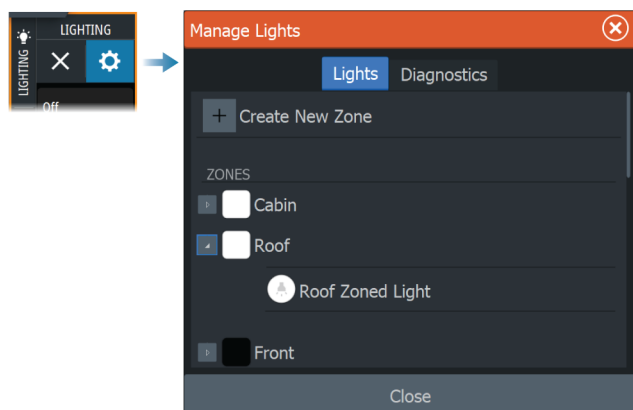 LIGHTING
LIGHTING
Off
Manage Lights
Lights Diagnostics
Create New Zone
ZONES
Cabin
Roof
Roof Zoned Light
Front
Close